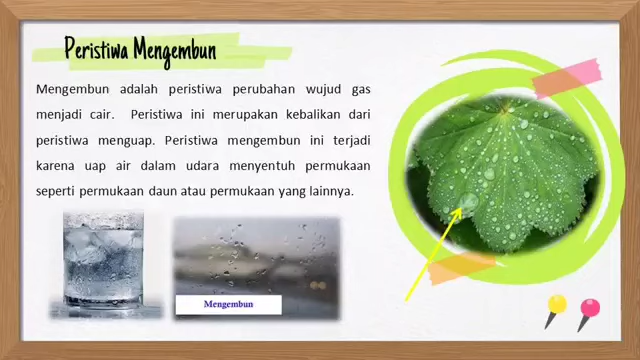 Peristiwa Mengembun
Mengembun adalah peristiwa perubahan wujud gas
menjadi cair. Peristiwa ini merupakan kebalikan dari
peristiwa menguap. Peristiwa mengembun ini terjadi
karena uap air dalam udara menyentuh permukaan
seperti permukaan daun atau permukaan yang lainnya.
Mengembun